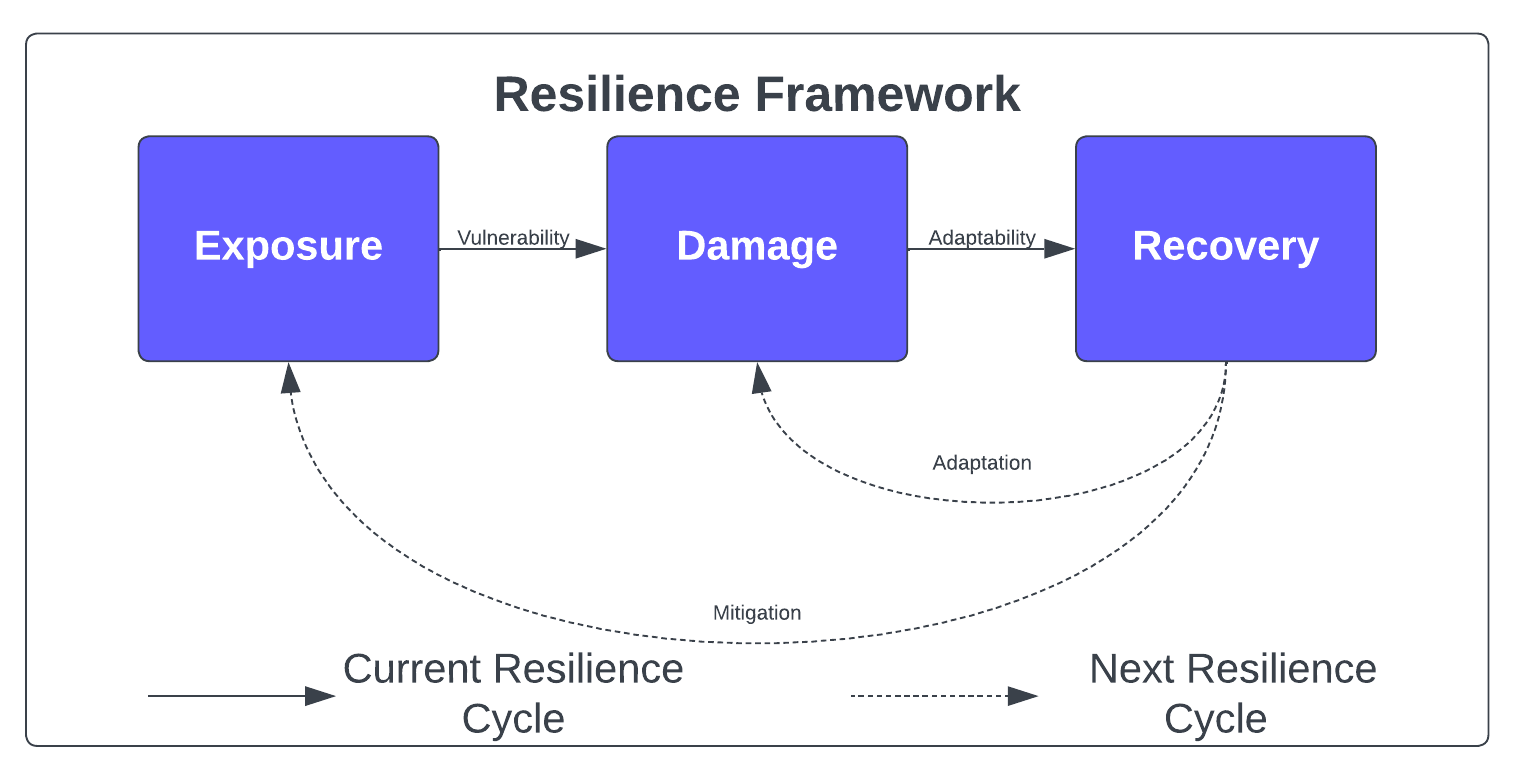 Resilience Framework
Exposure
Vulnerability
Damage
Adaptability
Recovery
Adaptation
Mitigation
Current Resilience
Cycle
Next Resilience
Cycle